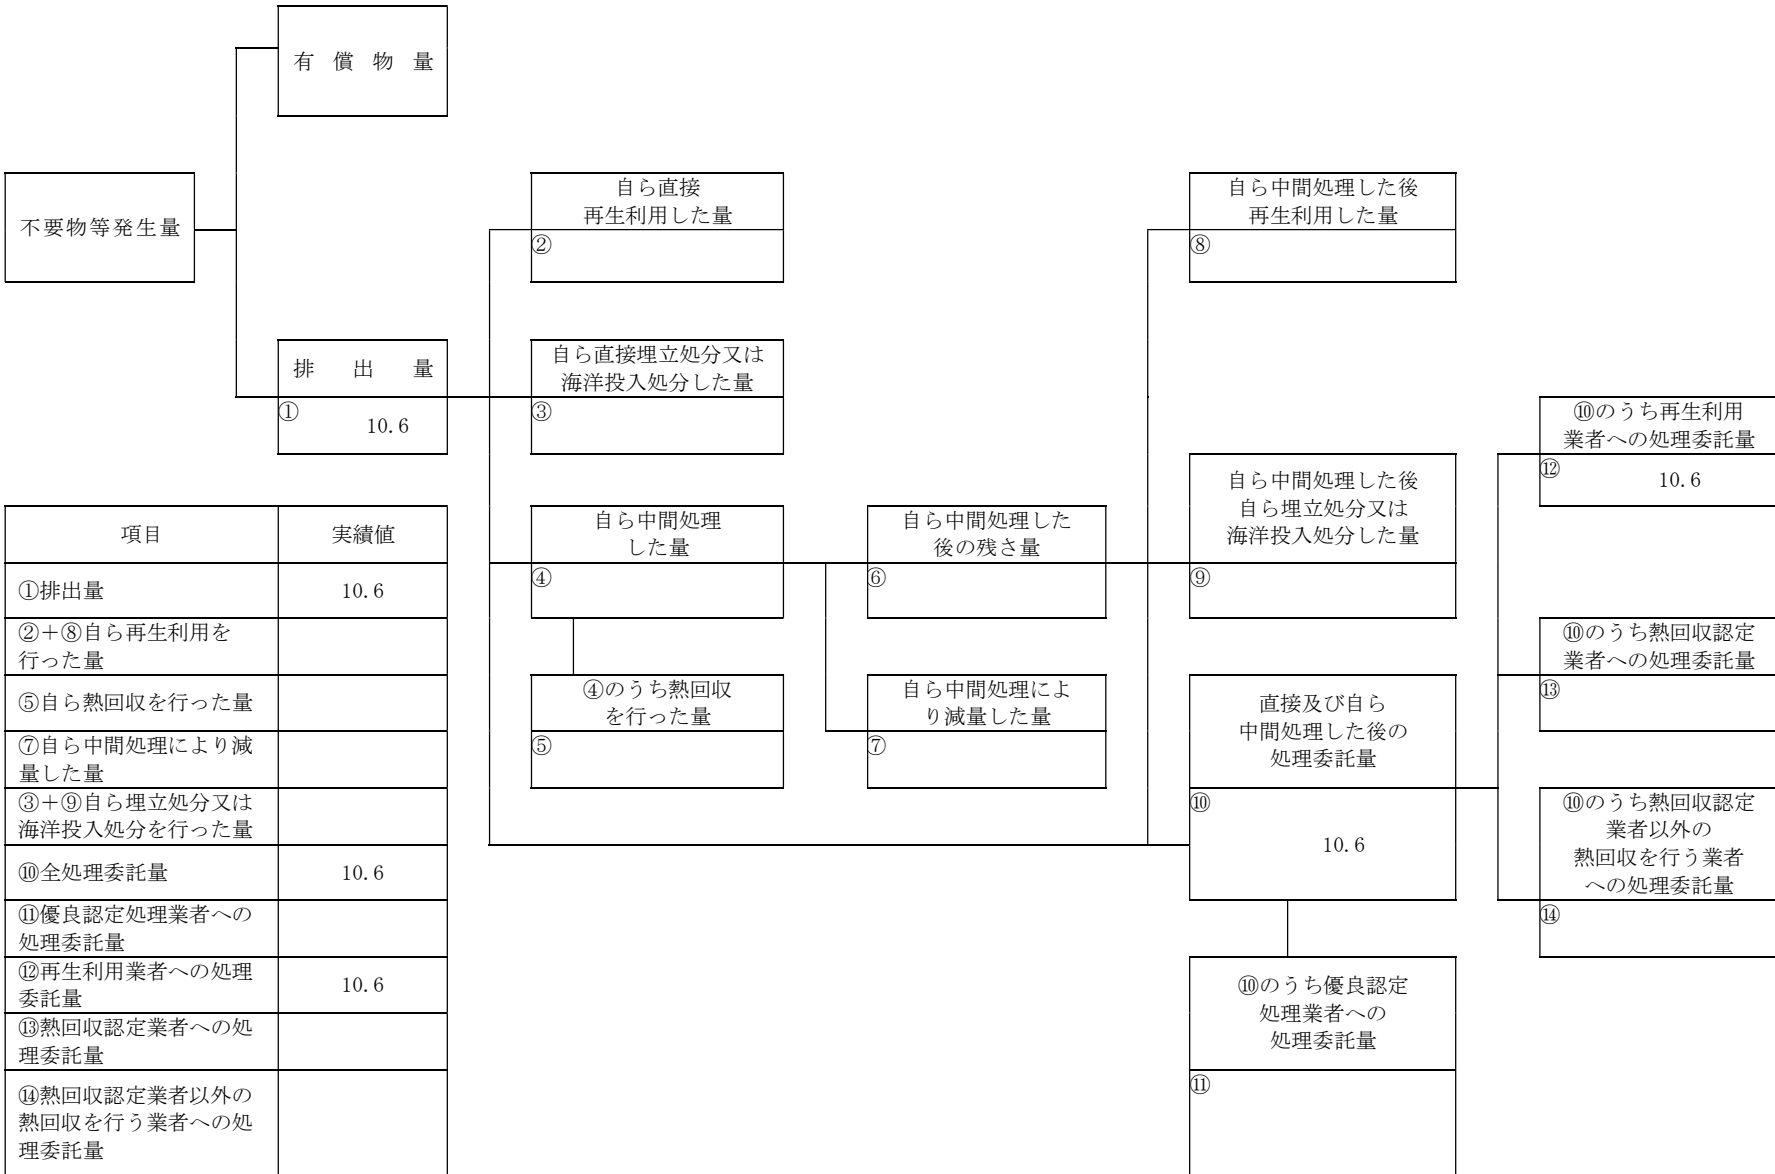 有償物量
不要物等発生量
排出量
①
10.6
自ら直接
再生利用した量
②
自ら直接埋立処分又は
海洋投入処分した量
③
自ら中間処理
した量
④
④のうち熱回収
を行った量
⑤
自ら中間処理した
後の残さ量
⑥
自ら中間処理によ
り減量した量
⑦
自ら中間処理した後
再生利用した量
⑧
自ら中間処理した後
自ら埋立処分又は
海洋投入処分した量
⑨
直接及び自ら
中間処理した後の
処理委託量
⑩
10.6
⑩のうち優良認定
処理業者への
処理委託量
⑪
⑩のうち再生利用
業者への処理委託量
⑫
10.6
⑩のうち熱回収認定
業者への処理委託量
⑬
⑩のうち熱回収認定
業者以外の
熱回収を行う業者
への処理委託量
⑭
項目 実績値
①排出量 10.6
②＋⑧自ら再生利用を
行った量
⑤自ら熱回収を行った量
⑦自ら中間処理により減
量した量
③＋⑨自ら埋立処分又は
海洋投入処分を行った量
⑩全処理委託量 10.6
⑪優良認定処理業者への
処理委託量
⑫再生利用業者への処理
委託量 10.6
⑬熱回収認定業者への処
理委託量
⑭熱回収認定業者以外の
熱回収を行う業者への処
理委託量